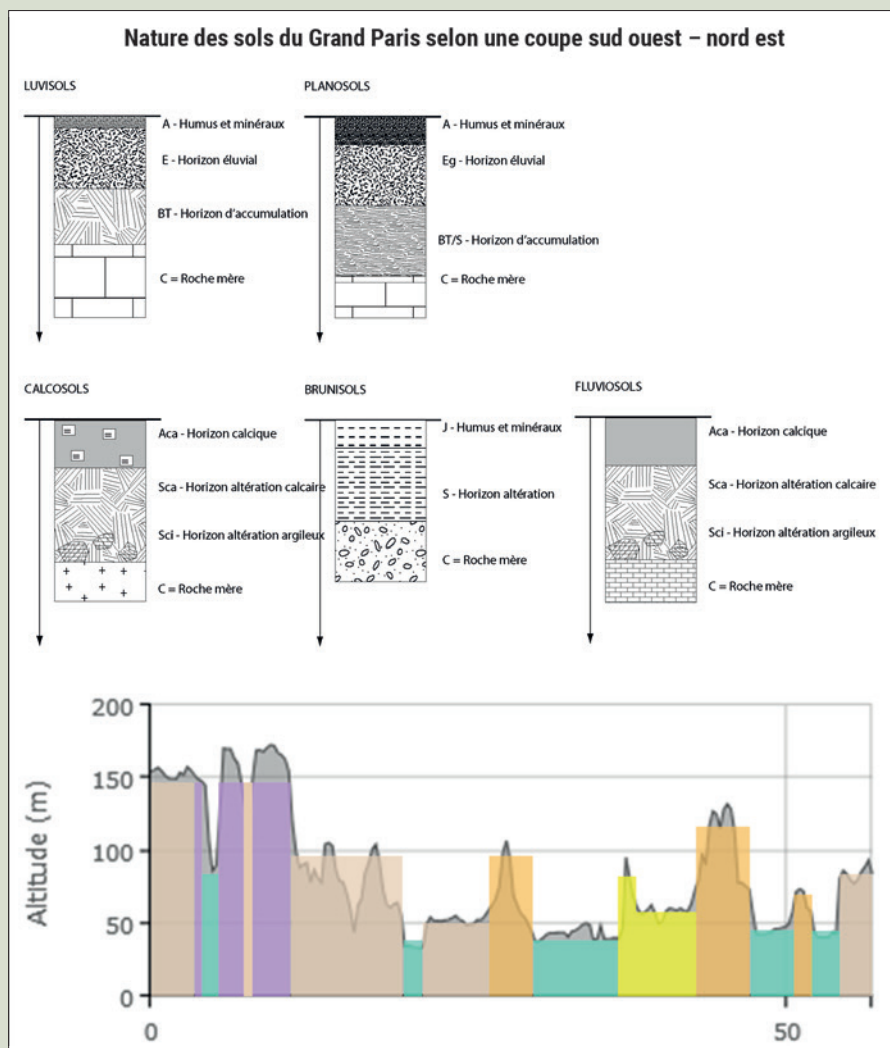 Nature des sols du Grand Paris selon une coupe sud ouest – nord est
LUVISOLS
A - Humus et minéraux
E - Horizon éluvial
BT - Horizon d'accumulation
C = Roche mère
PLANOSOLS
A - Humus et minéraux
Eg - Horizon éluvial
BT/S - Horizon d'accumulation
C = Roche mère
CALCOSOLS
Aca - Horizon calcique
Sca - Horizon altération calcaire
Sci - Horizon altération argileux
C = Roche mère
BRUNISOLS
J - Humus et minéraux
S - Horizon altération
C = Roche mère
FLUVIOSOLS
Aca - Horizon calcique
Sca - Horizon altération calcaire
Sci - Horizon altération argileux
C = Roche mère
Altitude (m)
200
150
100
50
0
0
50